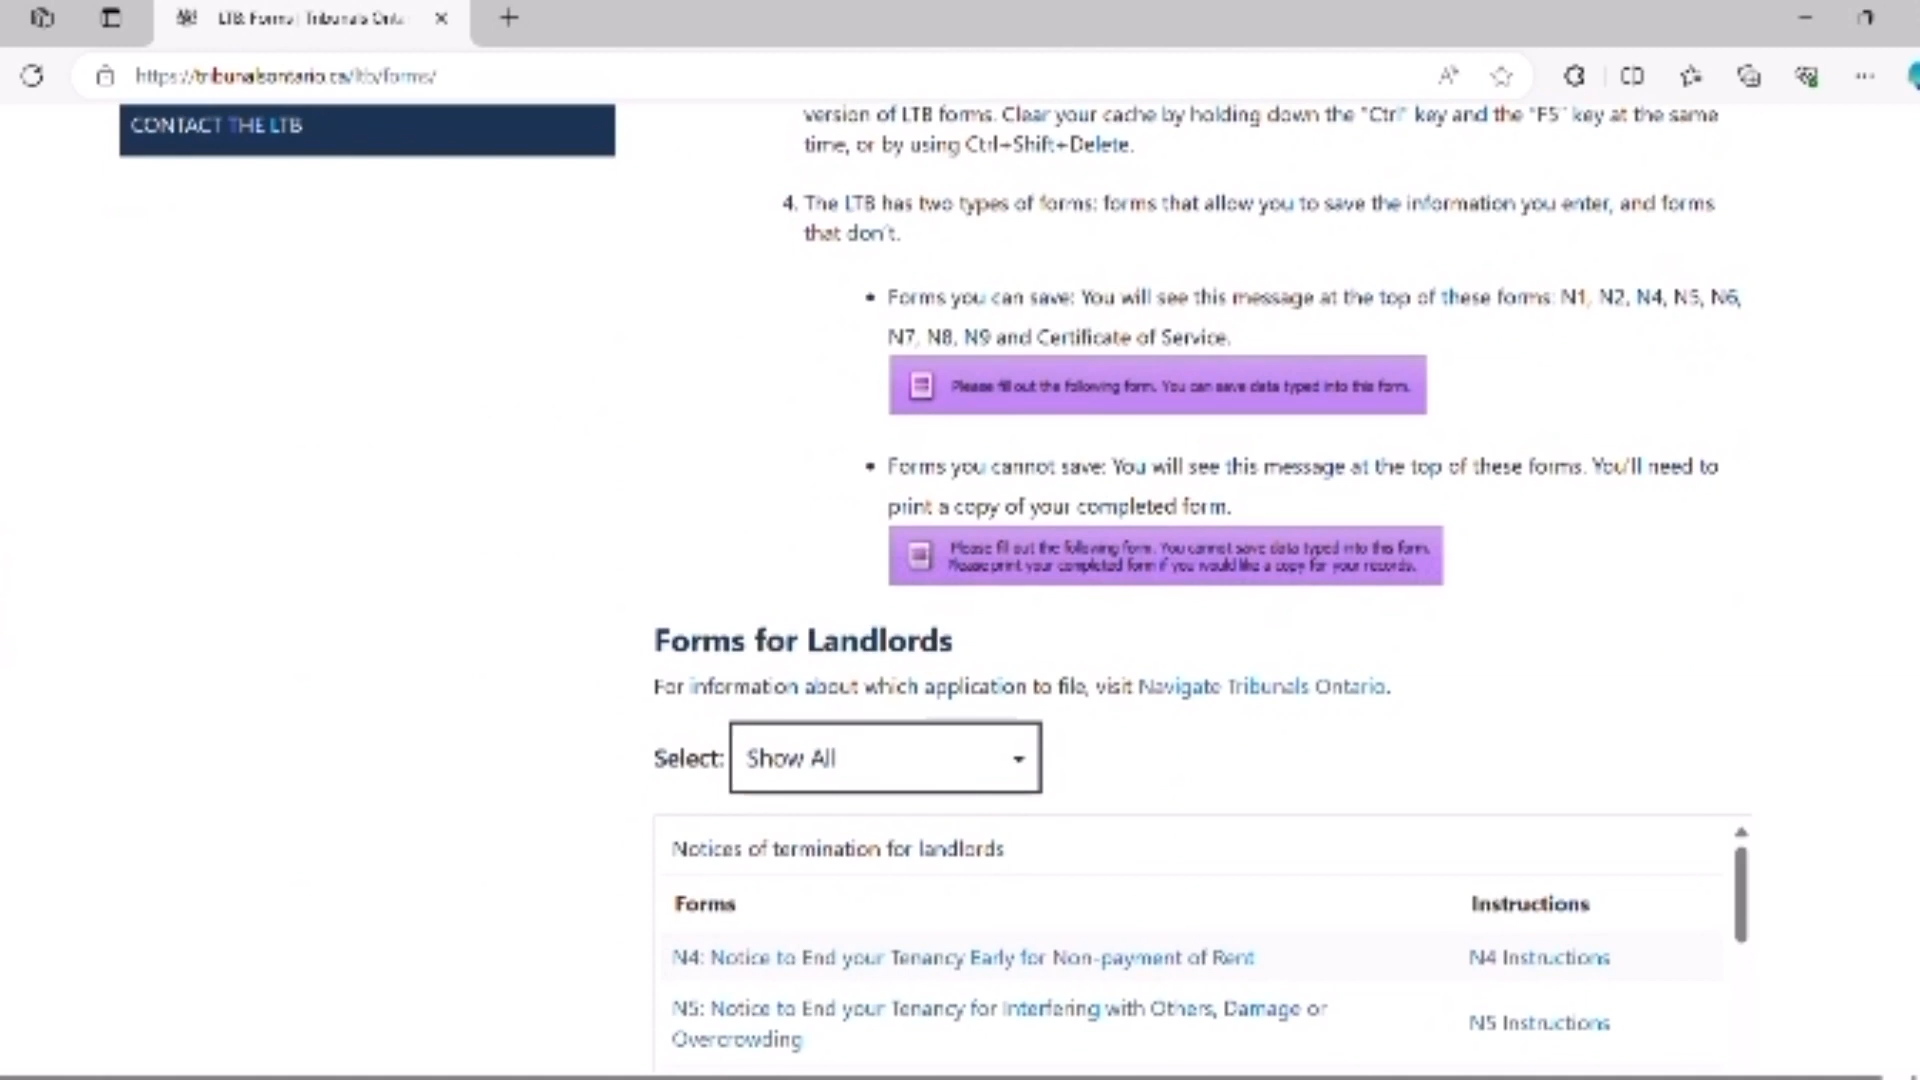 LTB: Forms | Tribunals Onta
https://tribunalsontario.ca/ltb/forms/
CONTACT THE LTB
version of LTB forms. Clear your cache by holding down the "Ctrl" key and the "F5" key at the same
time, or by using Ctrl+Shift+Delete.
4. The LTB has two types of forms: forms that allow you to save the information you enter, and forms
that don't.
• Forms you can save: You will see this message at the top of these forms: N1, N2, N4, N5, N6,
N7, N8, N9 and Certificate of Service.
Please fill out the following form. You can save data typed into this form.
• Forms you cannot save: You will see this message at the top of these forms. You'll need to
print a copy of your completed form.
Please fill out the following form. You cannot save data typed into this form.
Please print your completed form if you would like a copy for your records.
Forms for Landlords
For information about which application to file, visit Navigate Tribunals Ontario.
Select: Show All
Notices of termination for landlords
Forms Instructions
N4: Notice to End your Tenancy Early for Non-payment of Rent N4 Instructions
N5: Notice to End your Tenancy for Interfering with Others, Damage or
Overcrowding N5 Instructions